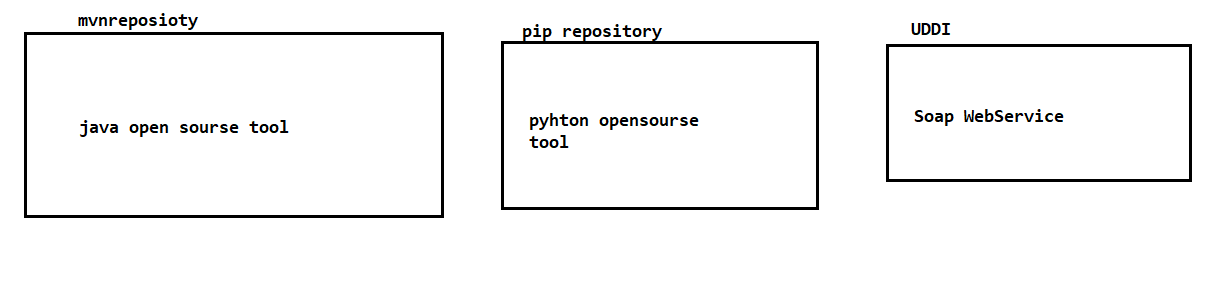 mvnreposioty
java open sourse tool
pip repository
pyhton opensourse
tool
UDDI
Soap WebService